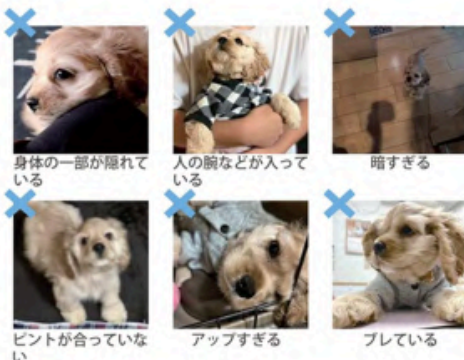 身体の一部が隠れて
いる
人の腕などが入って
いる
暗すぎる
ピントが合っていな
い
アップすぎる
ブレている